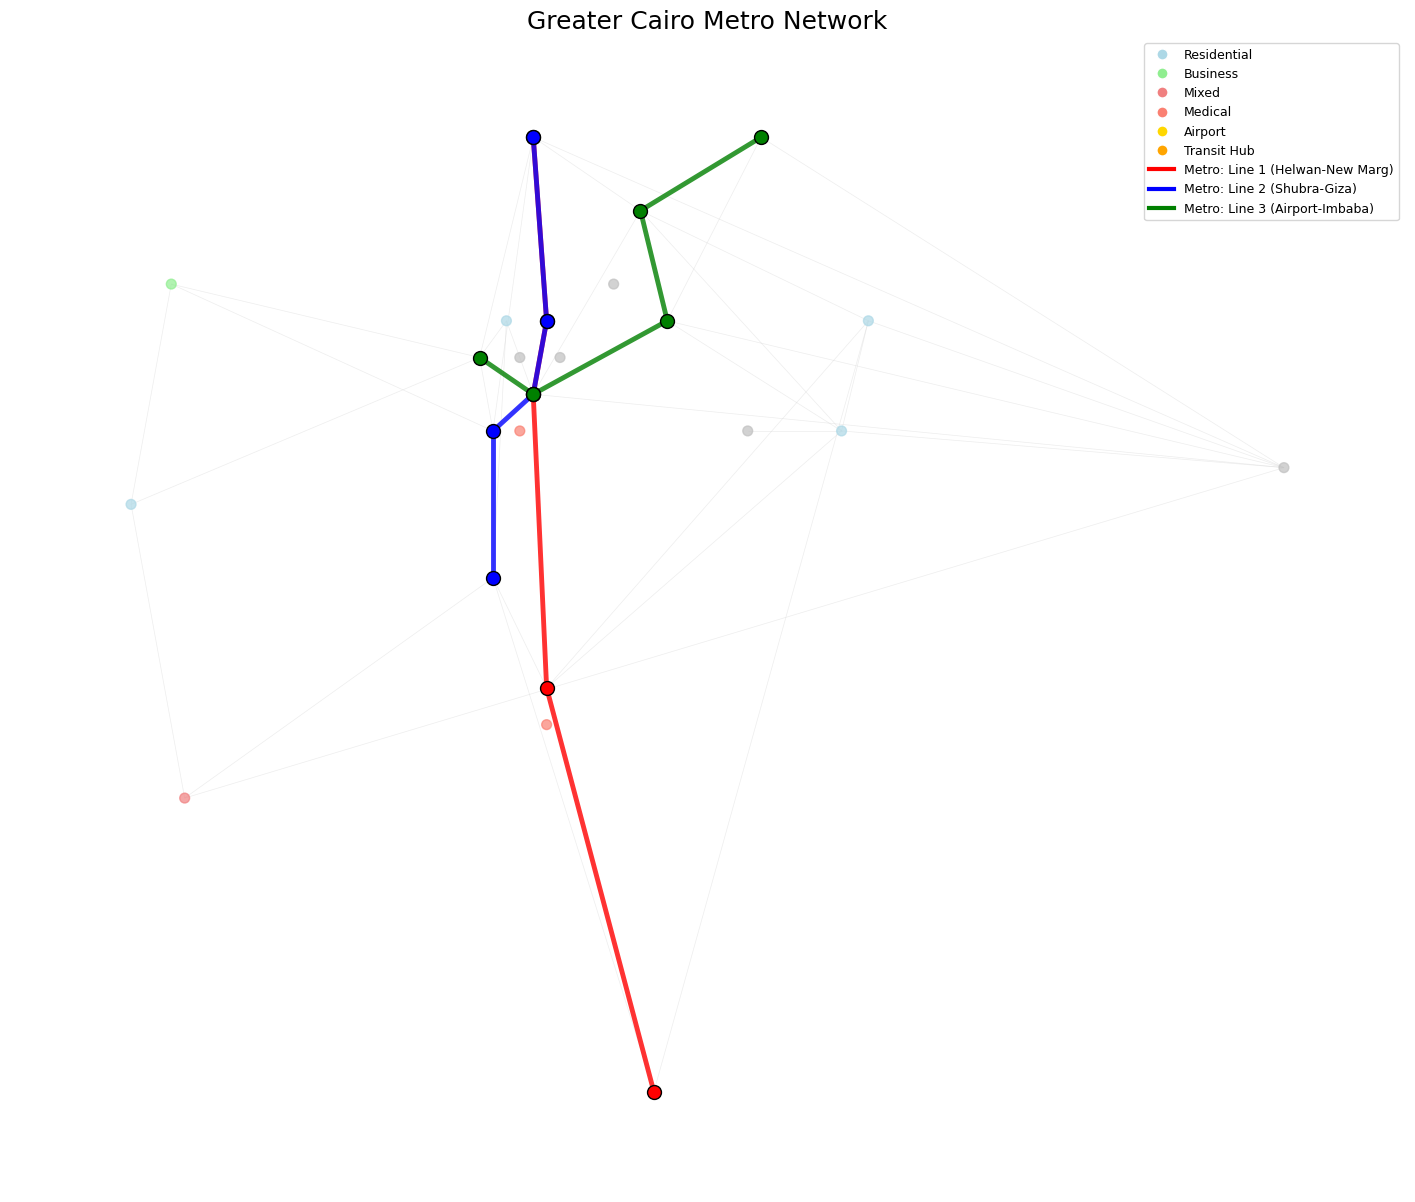 Greater Cairo Metro Network
Residential
Business
Mixed
Medical
Airport
Transit Hub
Metro: Line 1 (Helwan-New Marg)
Metro: Line 2 (Shubra-Giza)
Metro: Line 3 (Airport-Imbaba)